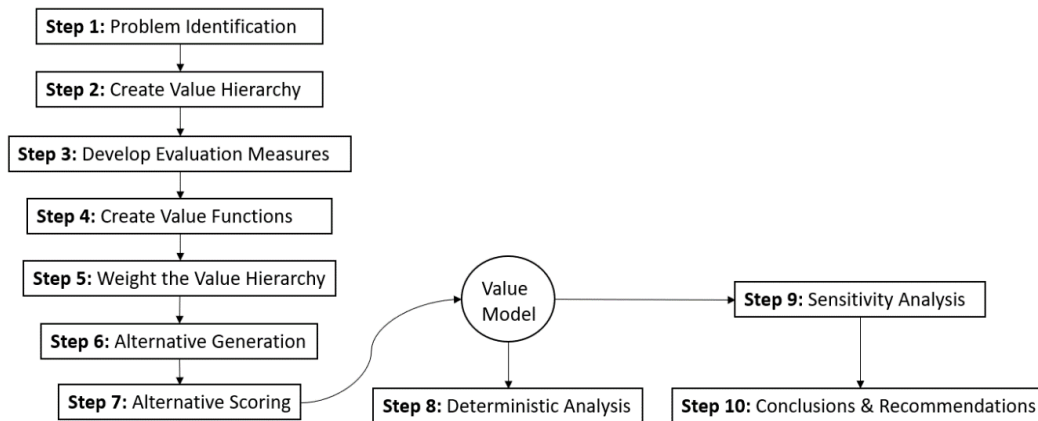 Step 1: Problem Identification
Step 2: Create Value Hierarchy
Step 3: Develop Evaluation Measures
Step 4: Create Value Functions
Step 5: Weight the Value Hierarchy
Step 6: Alternative Generation
Step 7: Alternative Scoring
Value
Model
Step 8: Deterministic Analysis
Step 9: Sensitivity Analysis
Step 10: Conclusions & Recommendations